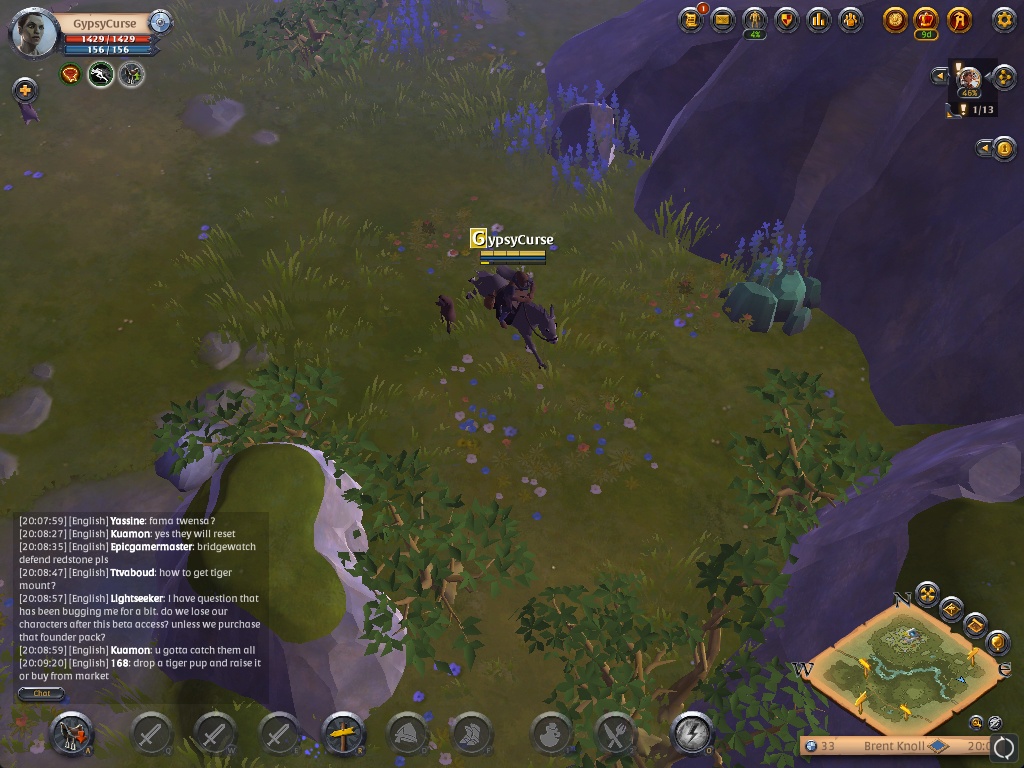 GypsyCurse
1429 / 1429
156 / 156
1
4%
9d
46%
1/13
1
GypsyCurse
[20:07:59] [English] Yassine: fama twensa?
[20:08:27] [English] Kuamon: yes they will reset
[20:08:35] [English] Epicgamermaster: bridgewatch
defend redstone pls
[20:08:47] [English] Ttvaboud: how to get tiger
mount?
[20:08:57] [English] Lightseeker: I have question that
has been bugging me for a bit. do we lose our
characters after this beta access? unless we purchase
that founder pack?
[20:08:59] [English] Kuamon: u gotta catch them all
[20:09:20] [English] 168: drop a tiger pup and raise it
or buy from market
Chat
A
Q
W
E
R
D
F
N
W
E
33 Brent Knoll